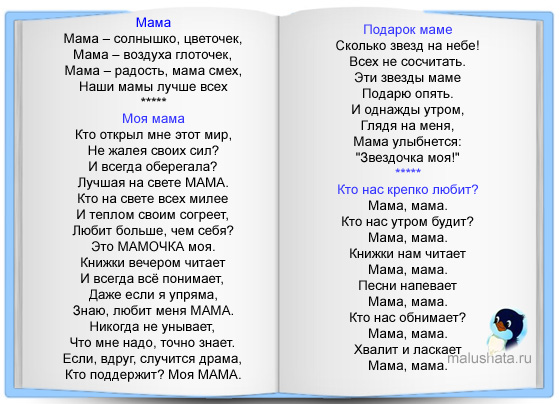 Мама
Мама – солнышко, цветочек,
Мама – воздуха глоточек,
Мама – радость, мама смех,
Наши мамы лучше всех
*****
Моя мама
Кто открыл мне этот мир,
Не жалея своих сил?
И всегда оберегала?
Лучшая на свете МАМА.
Кто на свете всех милее
И теплом своим согреет,
Любит больше, чем себя?
Это МАМОЧКА моя.
Книжки вечером читает
И всегда всё понимает,
Даже если я упряма,
Знаю, любит меня МАМА.
Никогда не унывает,
Что мне надо, точно знает.
Если, вдруг, случится драма,
Кто поддержит? Моя МАМА.
Подарок маме
Сколько звезд на небе!
Всех не сосчитать.
Эти звезды маме
Подарю опять.
И однажды утром,
Глядя на меня,
Мама улыбнется:
"Звездочка моя!"
*****
Кто нас крепко любит?
Мама, мама.
Кто нас утром будит?
Мама, мама.
Книжки нам читает
Мама, мама.
Песни напевает
Мама, мама.
Кто нас обнимает?
Мама, мама.
Хвалит и ласкает
Мама, мама.
malushata.ru